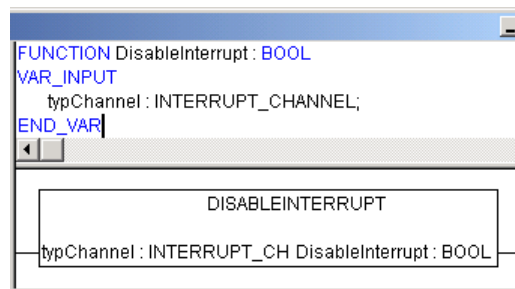 FUNCTION DisableInterrupt : BOOL
VAR_INPUT
typChannel : INTERRUPT_CHANNEL;
END_VAR
DISABLEINTERRUPT
typChannel : INTERRUPT_CH DisableInterrupt : BOOL